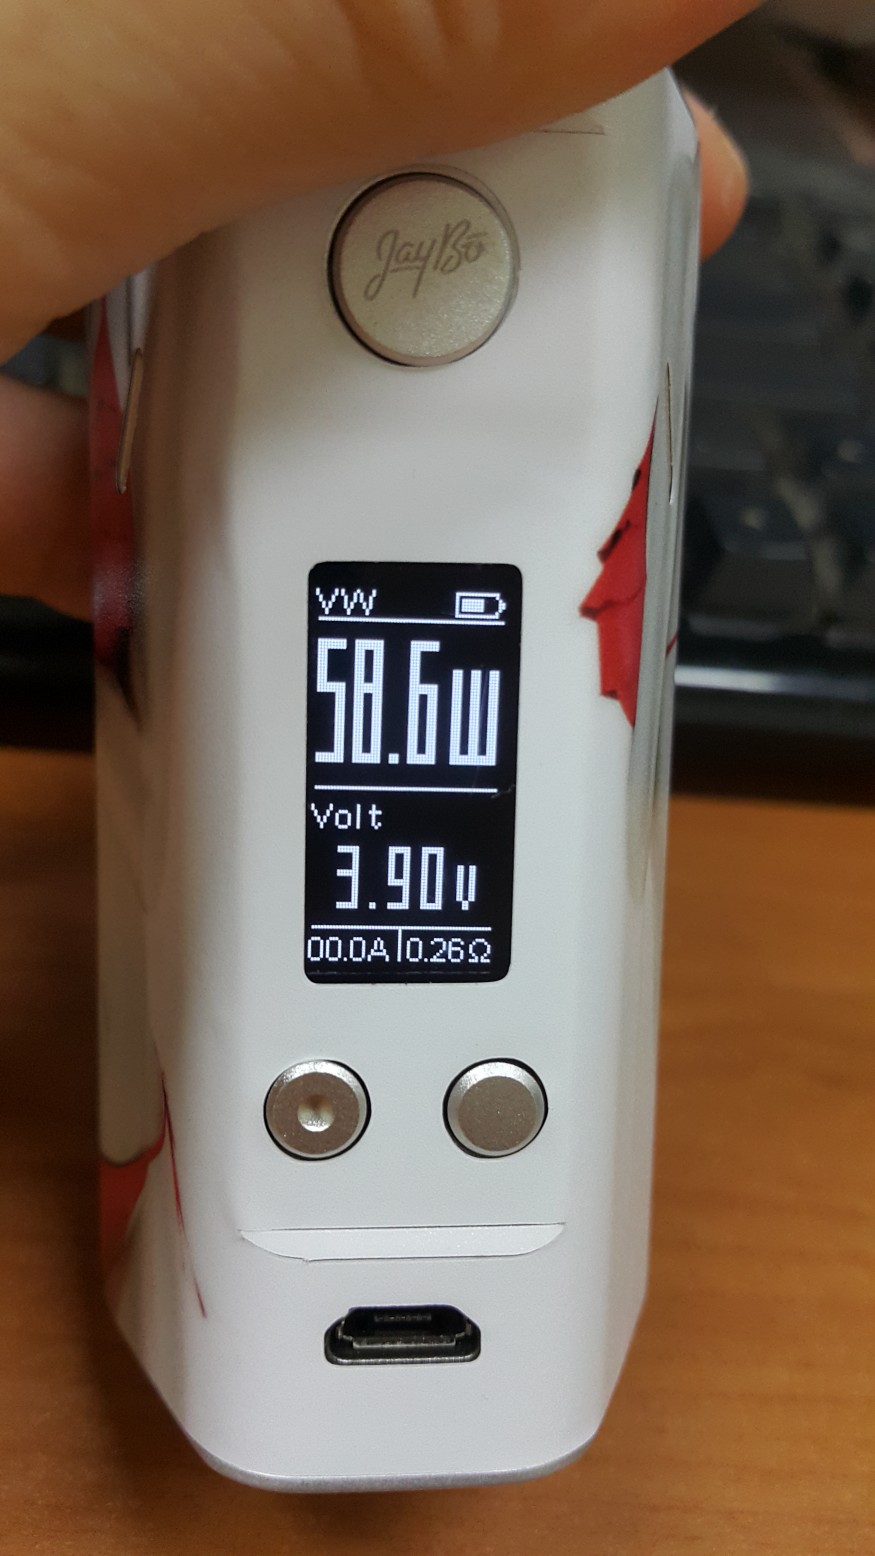 JayBo
VW
58.6W
Volt
3.90v
00.0A 0.26Ω